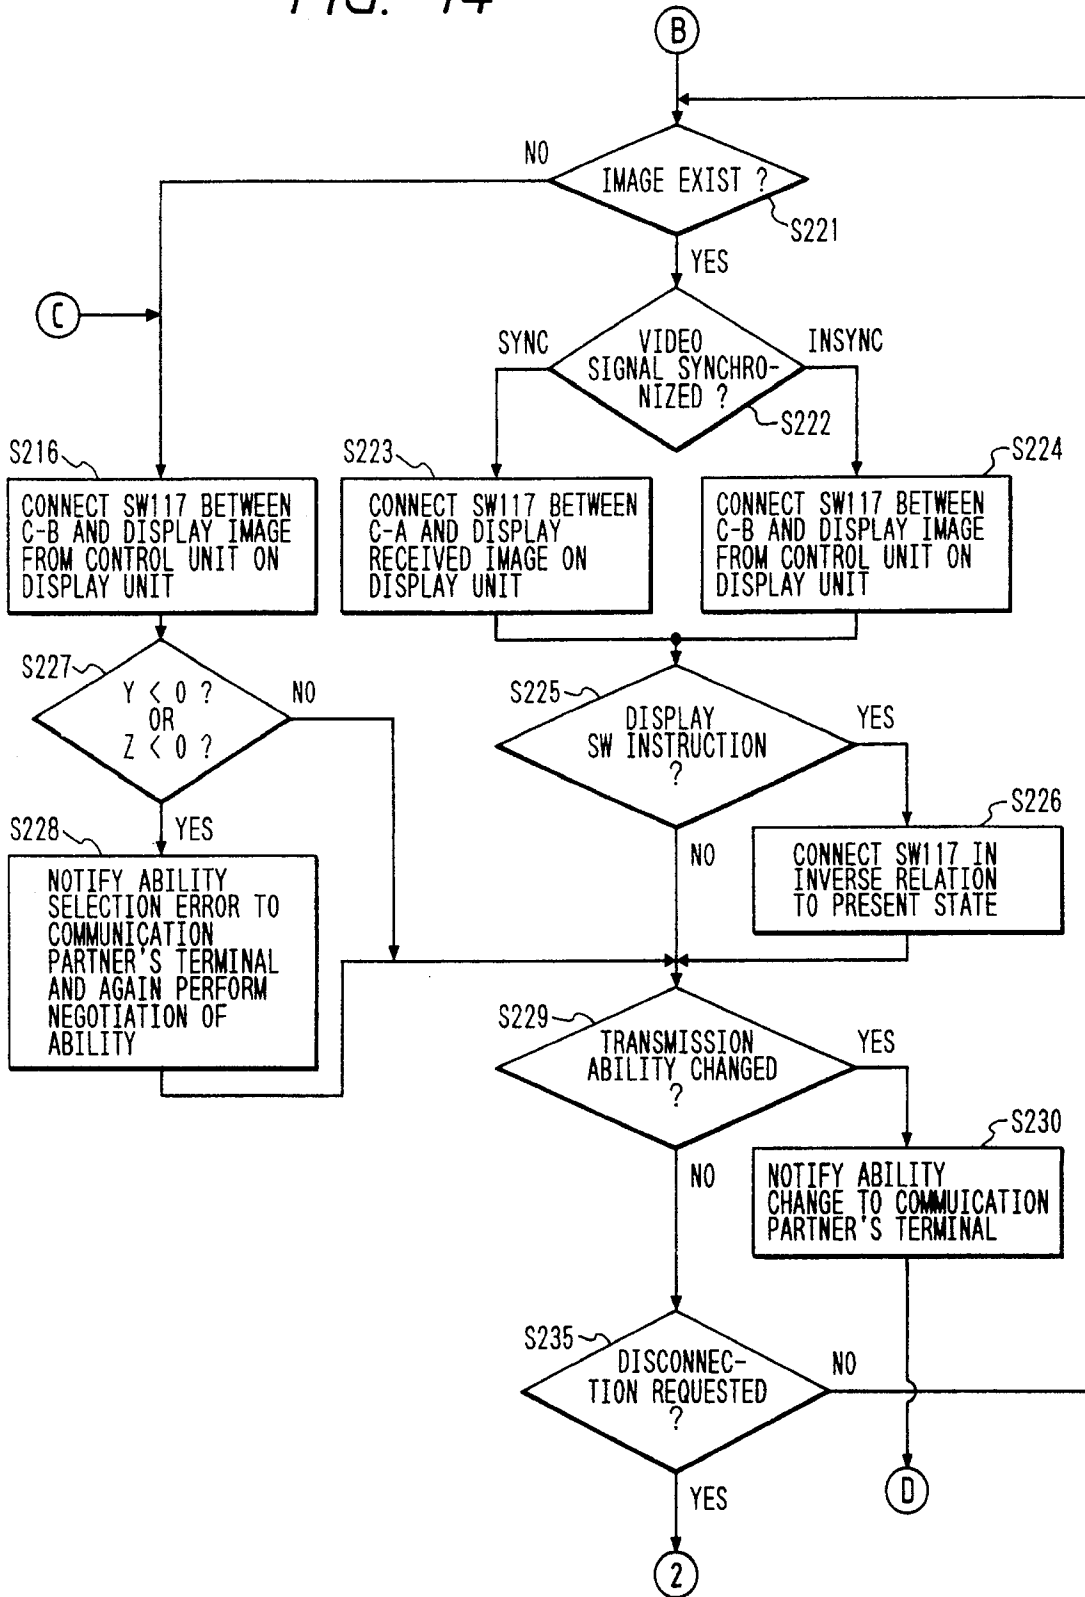 FIG. 14
B
NO
IMAGE EXIST ?
S221
YES
C
SYNC
VIDEO
SIGNAL SYNCHRO-
NIZED ?
INSYNC
S222
S216
CONNECT SW117 BETWEEN
C-B AND DISPLAY IMAGE
FROM CONTROL UNIT ON
DISPLAY UNIT
S223
CONNECT SW117 BETWEEN
C-A AND DISPLAY
RECEIVED IMAGE ON
DISPLAY UNIT
S224
CONNECT SW117 BETWEEN
C-B AND DISPLAY IMAGE
FROM CONTROL UNIT ON
DISPLAY UNIT
S227
Y < 0 ?
OR
Z < 0 ?
NO
YES
S225
DISPLAY
SW INSTRUCTION
?
YES
NO
S226
CONNECT SW117 IN
INVERSE RELATION
TO PRESENT STATE
S228
NOTIFY ABILITY
SELECTION ERROR TO
COMMUNICATION
PARTNER'S TERMINAL
AND AGAIN PERFORM
NEGOTIATION OF
ABILITY
S229
TRANSMISSION
ABILITY CHANGED
?
YES
NO
S230
NOTIFY ABILITY
CHANGE TO COMMUICATION
PARTNER'S TERMINAL
S235
DISCONNEC-
TION REQUESTED
?
NO
YES
D
2